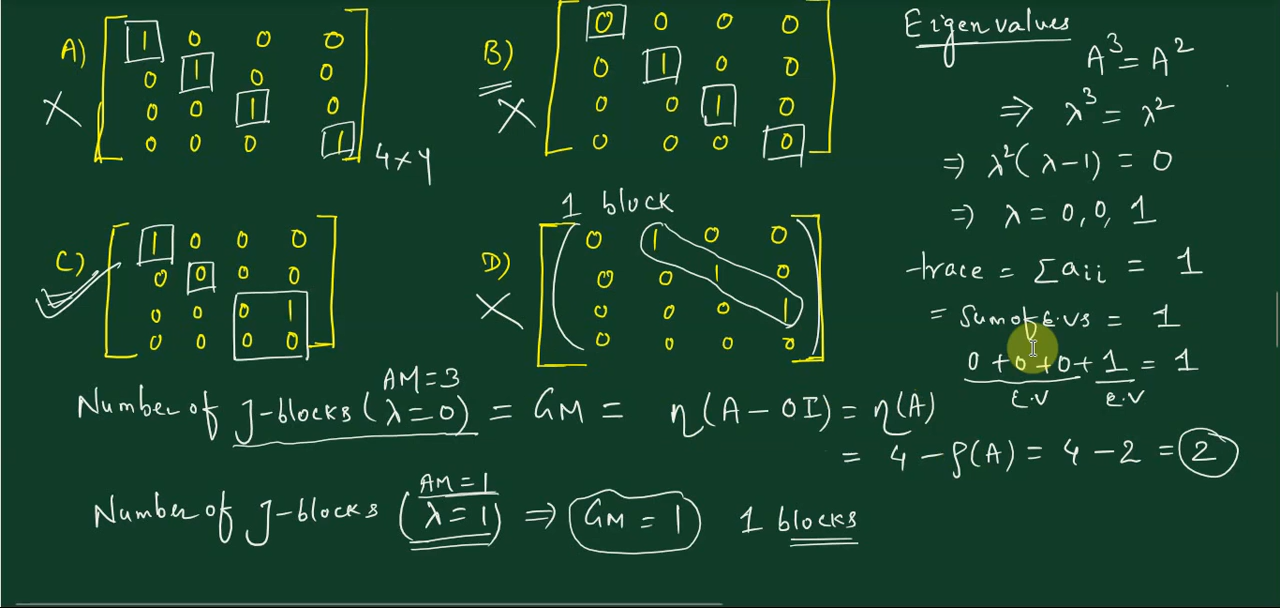 A)
1 0 0 0
0 1 0 0
0 0 1 0
0 0 0 1
4×4
B)
0 0 0 0
0 1 0 0
0 0 1 0
0 0 0 0
C)
1 0 0 0
0 0 0 0
0 0 0 1
0 0 0 0
1 block
D)
0 1 0 0
0 0 1 0
0 0 0 1
0 0 0 0
Eigen values
A³ = A²
⇒ λ³ = λ²
⇒ λ²(λ-1) = 0
⇒ λ = 0, 0, 1
trace = Σaii = 1
= Sum of E.Vs = 1
0 + 0 + 0 + 1 = 1
E.V e.v
AM = 3
Number of J-blocks (λ=0) = GM = η(A - 0I) = η(A)
= 4 - ρ(A) = 4 - 2 = 2
AM = 1
Number of J-blocks (λ=1) ⇒ GM = 1 1 blocks